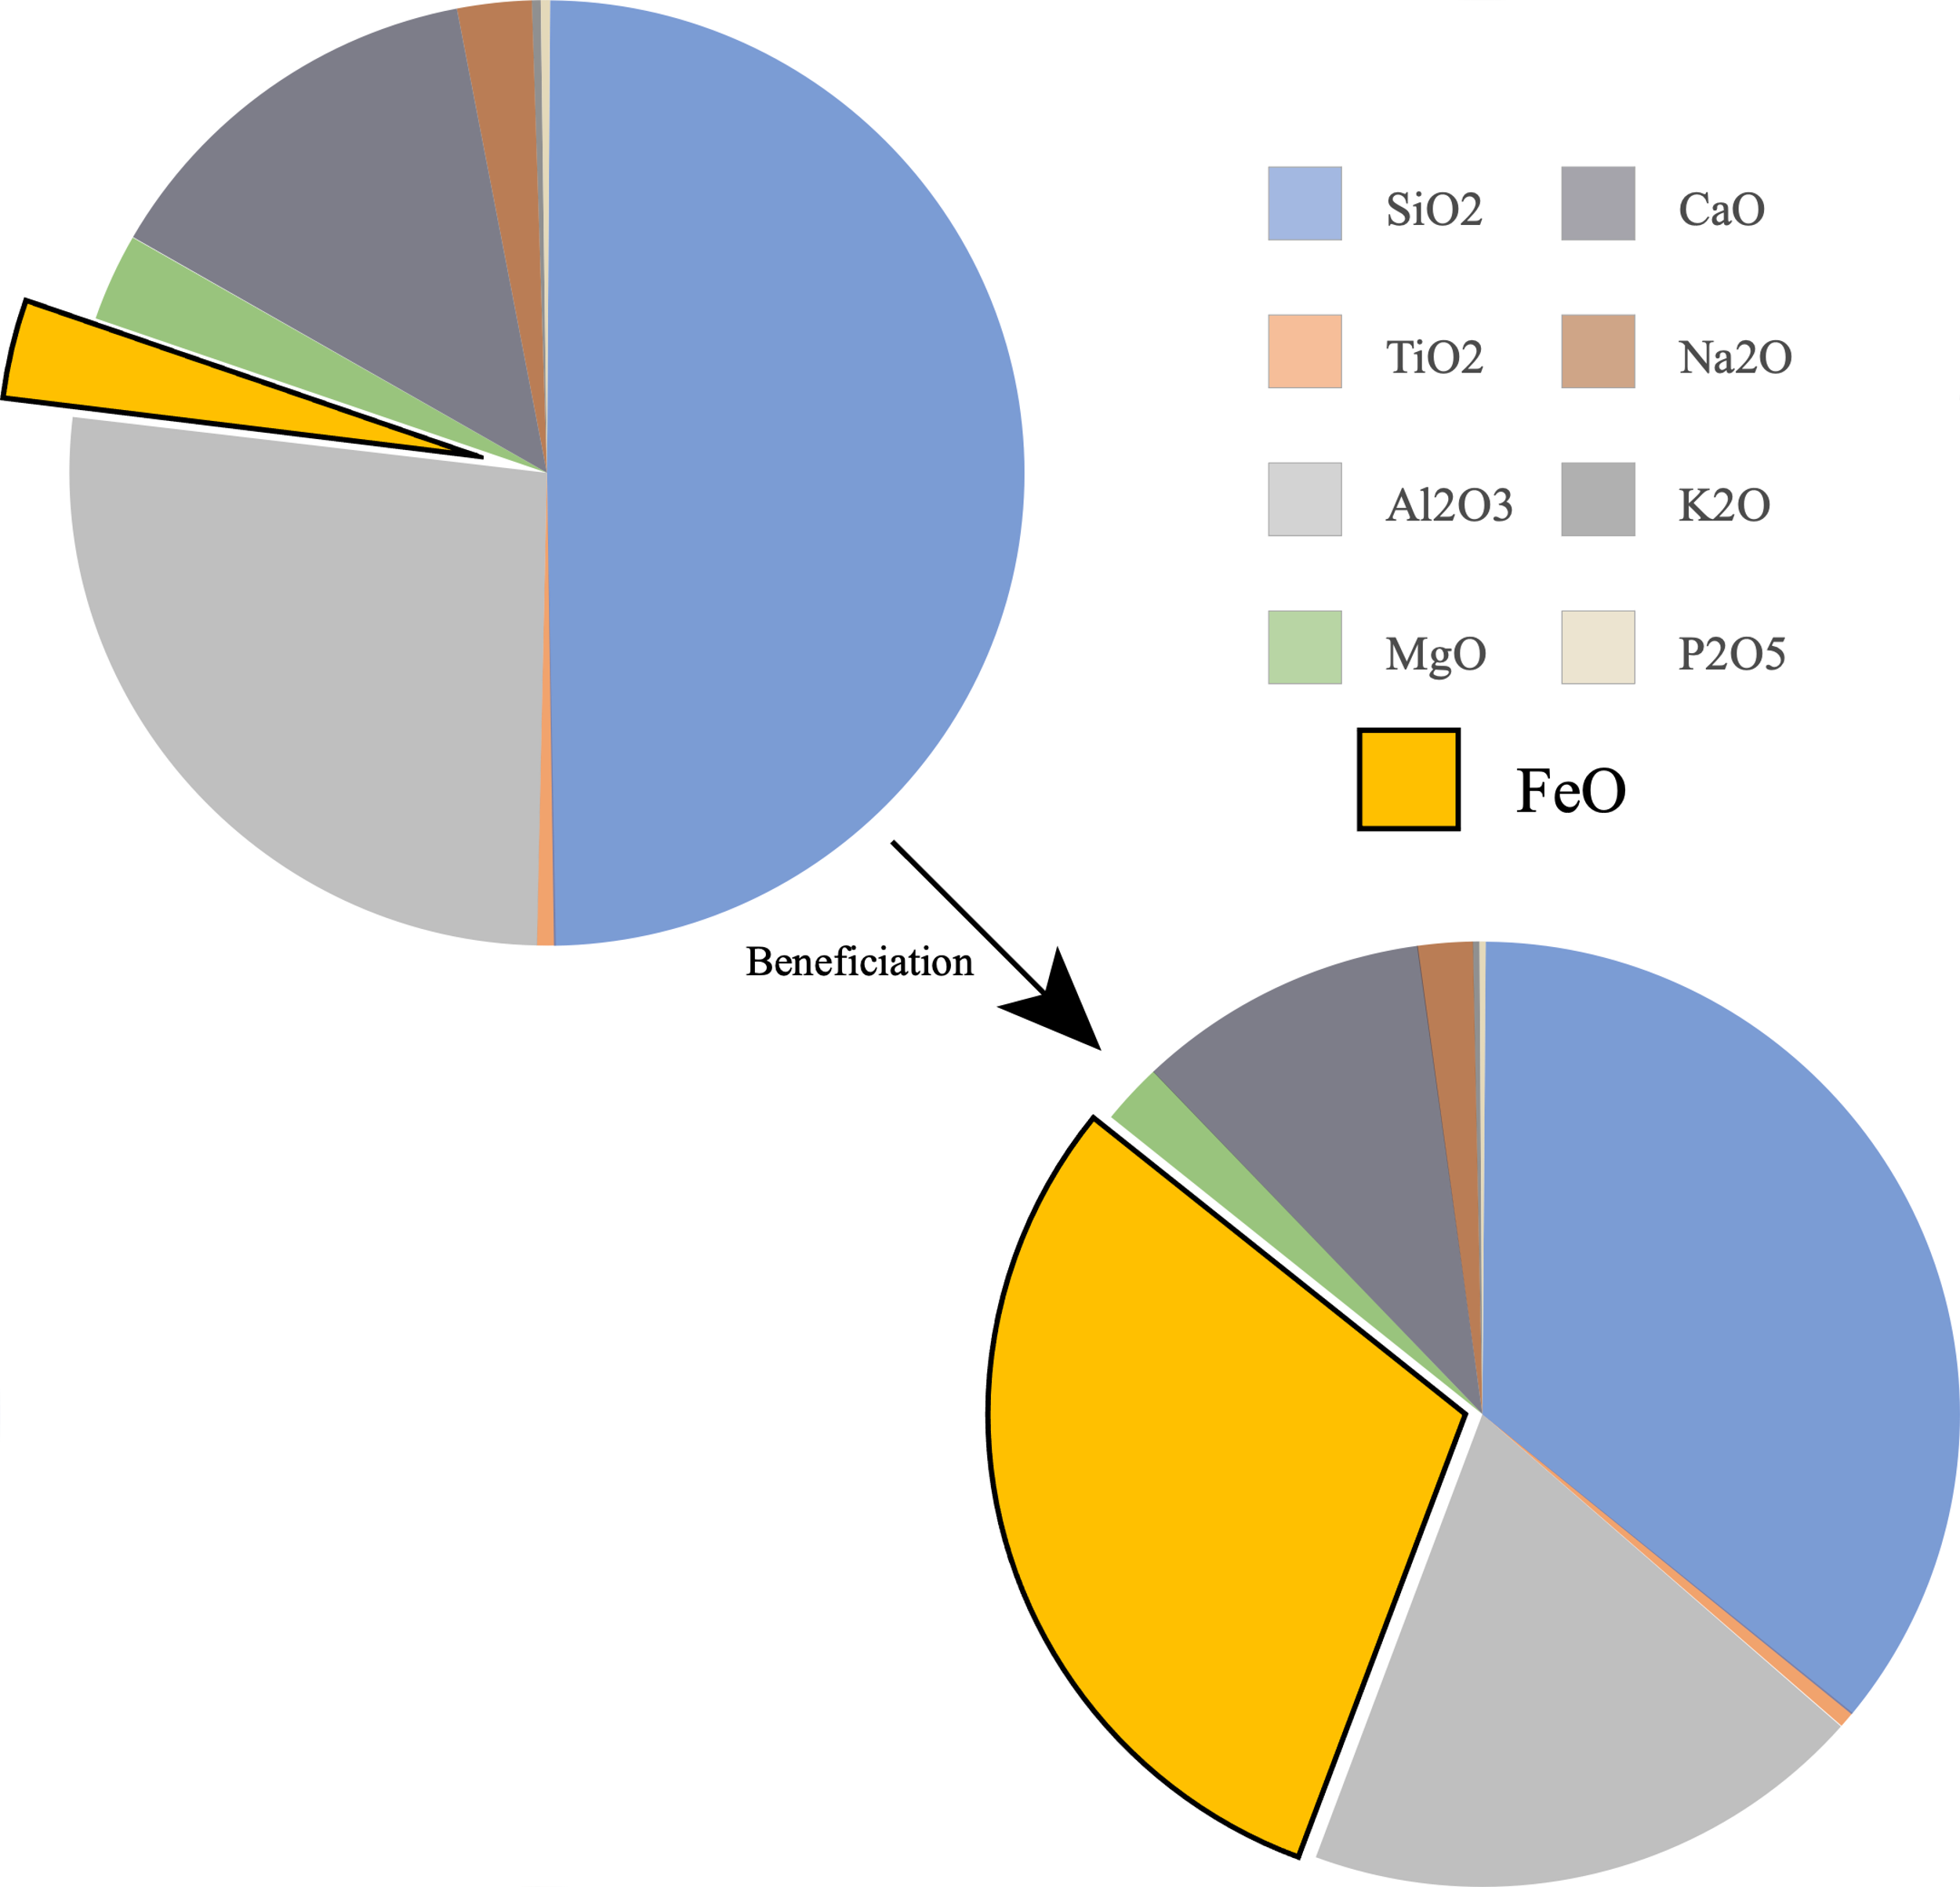 SiO2 CaO
TiO2 Na2O
Al2O3 K2O
MgO P2O5
FeO
Beneficiation